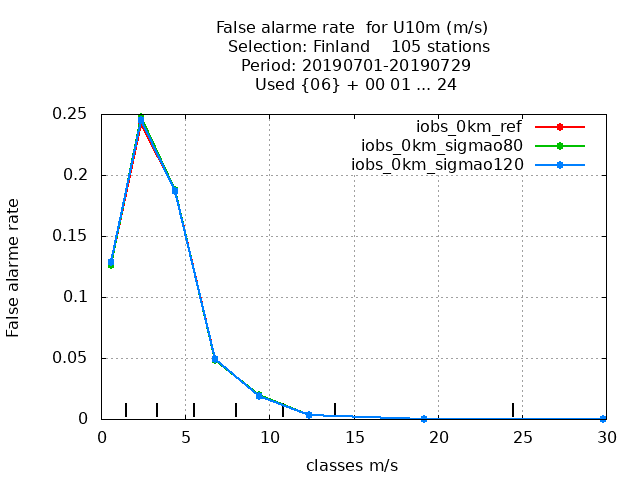 False alarme rate  for U10m (m/s)
Selection: Finland    105 stations
Period: 20190701-20190729
Used {06} + 00 01 ... 24
iobs_0km_ref
iobs_0km_sigmao80
iobs_0km_sigmao120
0.25
0.2
0.15
0.1
0.05
0
False alarme rate
0 5 10 15 20 25 30
classes m/s